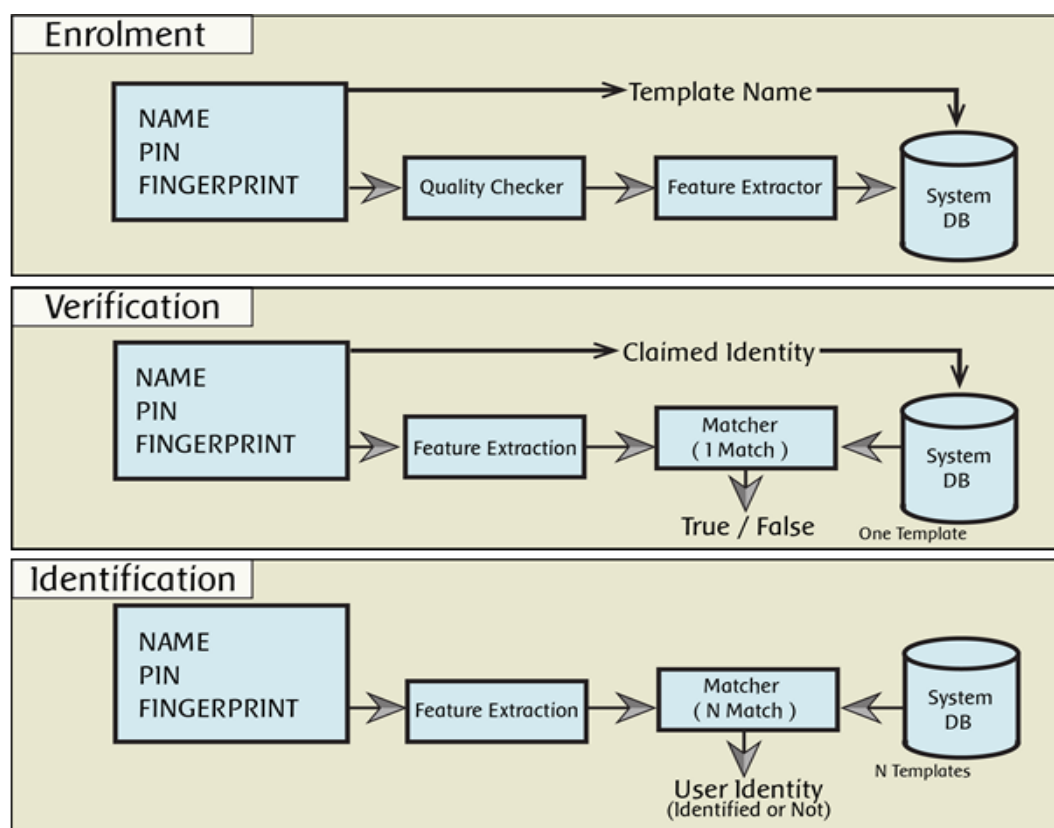 Enrolment
Template Name
NAME
PIN
FINGERPRINT
Quality Checker
Feature Extractor
System
DB
Verification
Claimed Identity
NAME
PIN
FINGERPRINT
Feature Extraction
Matcher
( 1 Match )
System
DB
True / False
One Template
Identification
NAME
PIN
FINGERPRINT
Feature Extraction
Matcher
( N Match )
System
DB
N Templates
User Identity
(Identified or Not)